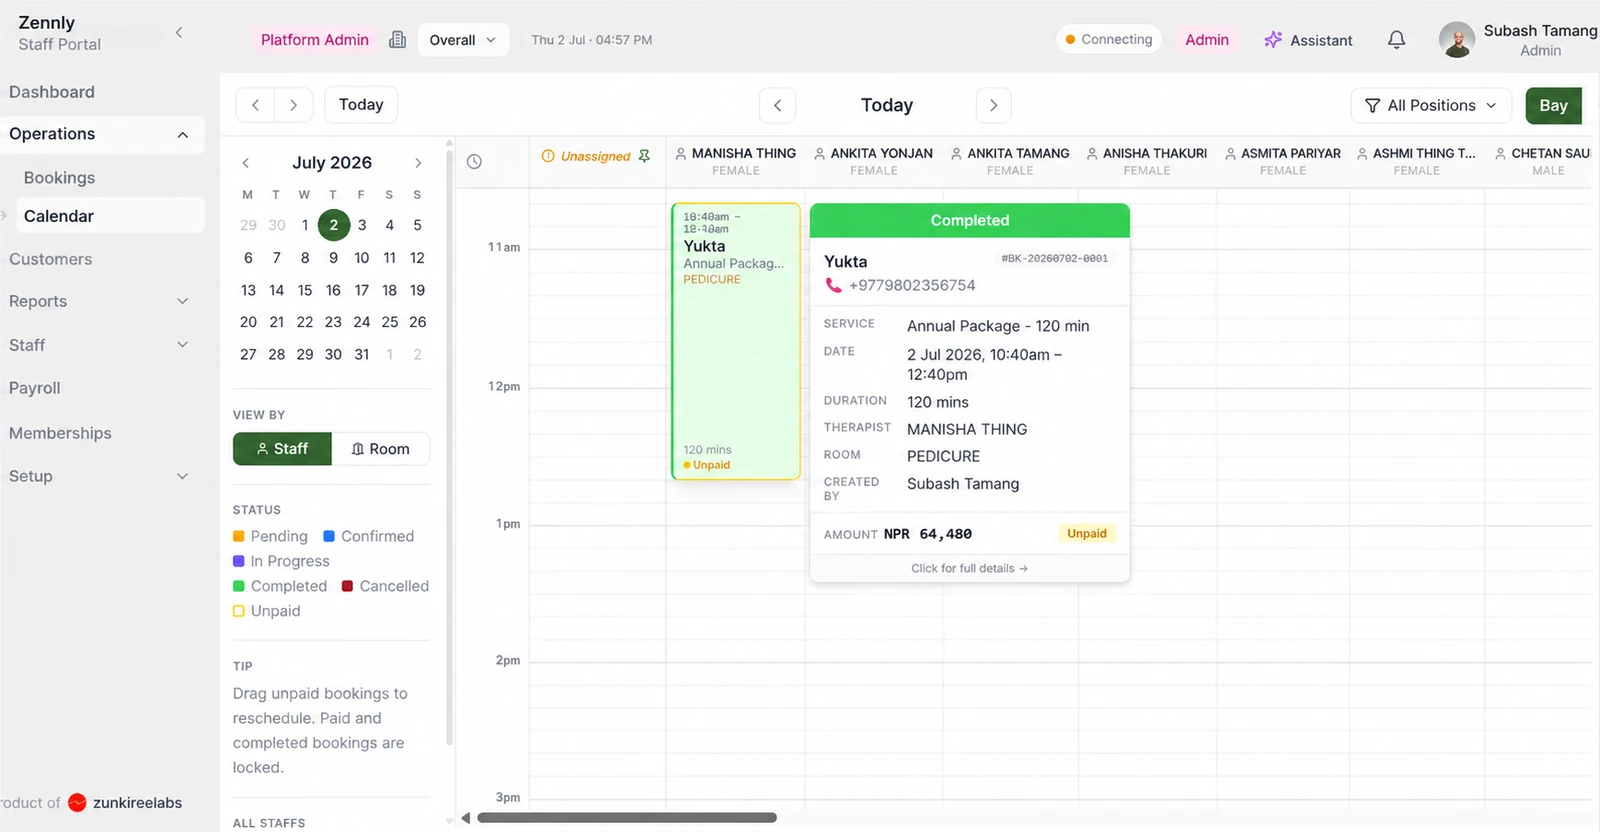 Zennly
Staff Portal
Platform Admin
Overall
Thu 2 Jul · 04:57 PM
Connecting
Admin
Assistant
Subash Tamang
Admin
Dashboard
Operations
Bookings
Calendar
Customers
Reports
Staff
Payroll
Memberships
Setup
roduct of zunkireelabs
Today
Today
All Positions
Bay
July 2026
M T W T F S S
29 30 1 2 3 4 5
6 7 8 9 10 11 12
13 14 15 16 17 18 19
20 21 22 23 24 25 26
27 28 29 30 31 1 2
VIEW BY
Staff Room
STATUS
Pending Confirmed
In Progress
Completed Cancelled
Unpaid
TIP
Drag unpaid bookings to
reschedule. Paid and
completed bookings are
locked.
ALL STAFFS
Unassigned
MANISHA THING
FEMALE
ANKITA YONJAN
FEMALE
ANKITA TAMANG
FEMALE
ANISHA THAKURI
FEMALE
ASMITA PARIYAR
FEMALE
ASHMI THING T...
FEMALE
CHETAN SAU
MALE
11am
12pm
1pm
2pm
3pm
10:40am –
Yukta
Annual Packag...
PEDICURE
120 mins
Unpaid
Completed
Yukta #BK-20260702-0001
+9779802356754
SERVICE Annual Package - 120 min
DATE 2 Jul 2026, 10:40am –
12:40pm
DURATION 120 mins
THERAPIST MANISHA THING
ROOM PEDICURE
CREATED Subash Tamang
BY
AMOUNT NPR 64,480 Unpaid
Click for full details →